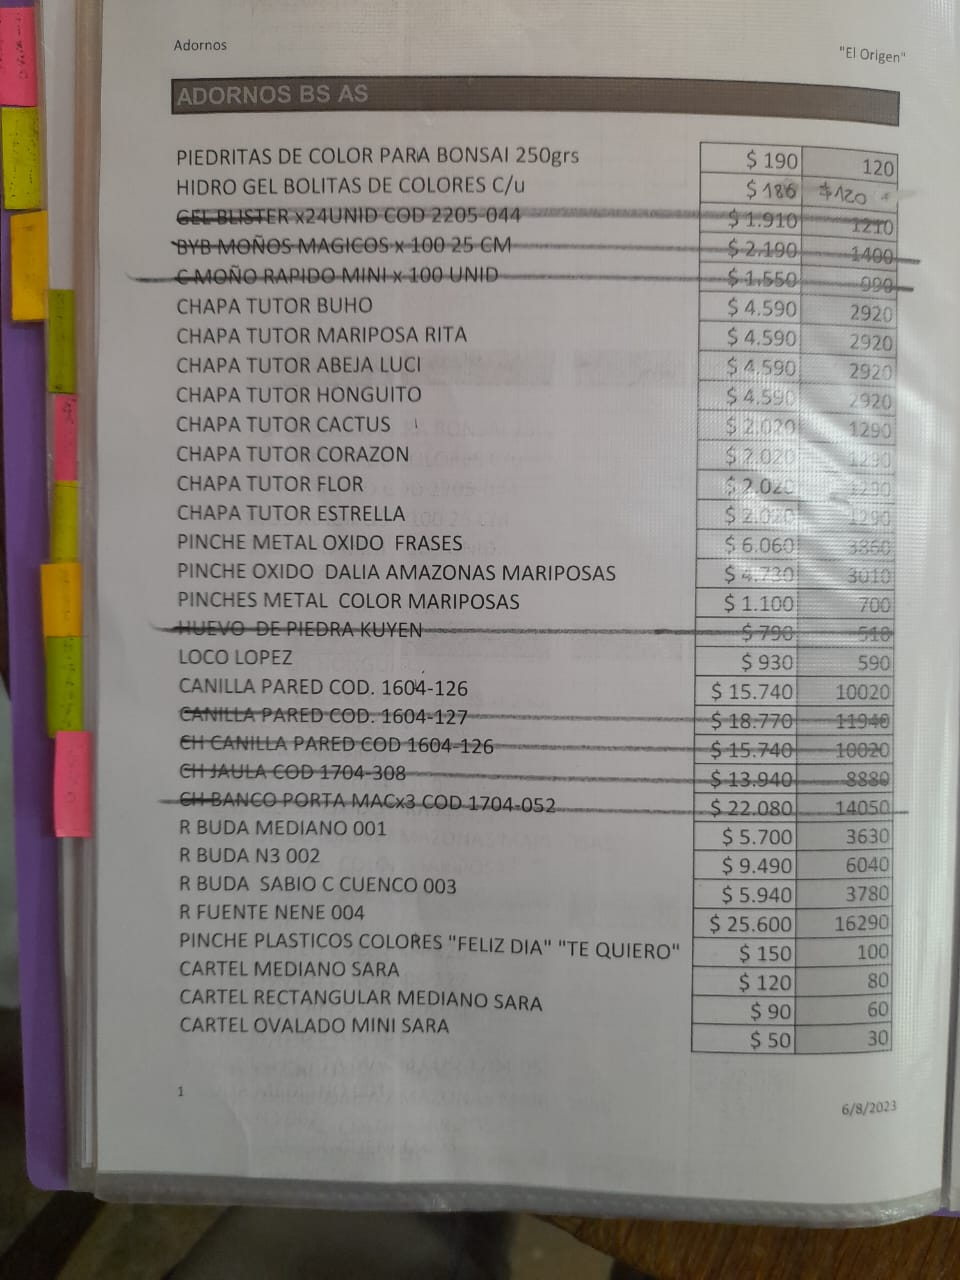 Adornos "El Origen"
ADORNOS BS AS
PIEDRITAS DE COLOR PARA BONSAI 250grs $ 190 120
HIDRO GEL BOLITAS DE COLORES C/u $ 186 $120
GEL BLISTER x24UNID COD 2205-044 $ 1.910 1210
BYB MOÑOS MAGICOS x 100 25 CM $ 2.190 1400
C MOÑO RAPIDO MINI x 100 UNID $ 1.550 990
CHAPA TUTOR BUHO $ 4.590 2920
CHAPA TUTOR MARIPOSA RITA $ 4.590 2920
CHAPA TUTOR ABEJA LUCI $ 4.590 2920
CHAPA TUTOR HONGUITO $ 4.590 2920
CHAPA TUTOR CACTUS $ 2.020 1290
CHAPA TUTOR CORAZON $ 2.020 1290
CHAPA TUTOR FLOR $ 2.020 1290
CHAPA TUTOR ESTRELLA $ 2.020 1290
PINCHE METAL OXIDO FRASES $ 6.060
PINCHE OXIDO DALIA AMAZONAS MARIPOSAS $ 4.730 3010
PINCHES METAL COLOR MARIPOSAS $ 1.100 700
HUEVO DE PIEDRA KUYEN $ 790 510
LOCO LOPEZ $ 930 590
CANILLA PARED COD. 1604-126 $ 15.740 10020
CANILLA PARED COD. 1604-127 $ 18.770 11940
CH CANILLA PARED COD 1604-126 $ 15.740 10020
CH JAULA COD 1704-308 $ 13.940 8880
CH BANCO PORTA MACx3 COD 1704-052 $ 22.080 14050
R BUDA MEDIANO 001 $ 5.700 3630
R BUDA N3 002 $ 9.490 6040
R BUDA SABIO C CUENCO 003 $ 5.940 3780
R FUENTE NENE 004 $ 25.600 16290
PINCHE PLASTICOS COLORES "FELIZ DIA" "TE QUIERO" $ 150 100
CARTEL MEDIANO SARA $ 120 80
CARTEL RECTANGULAR MEDIANO SARA $ 90 60
CARTEL OVALADO MINI SARA $ 50 30
1 6/8/2023